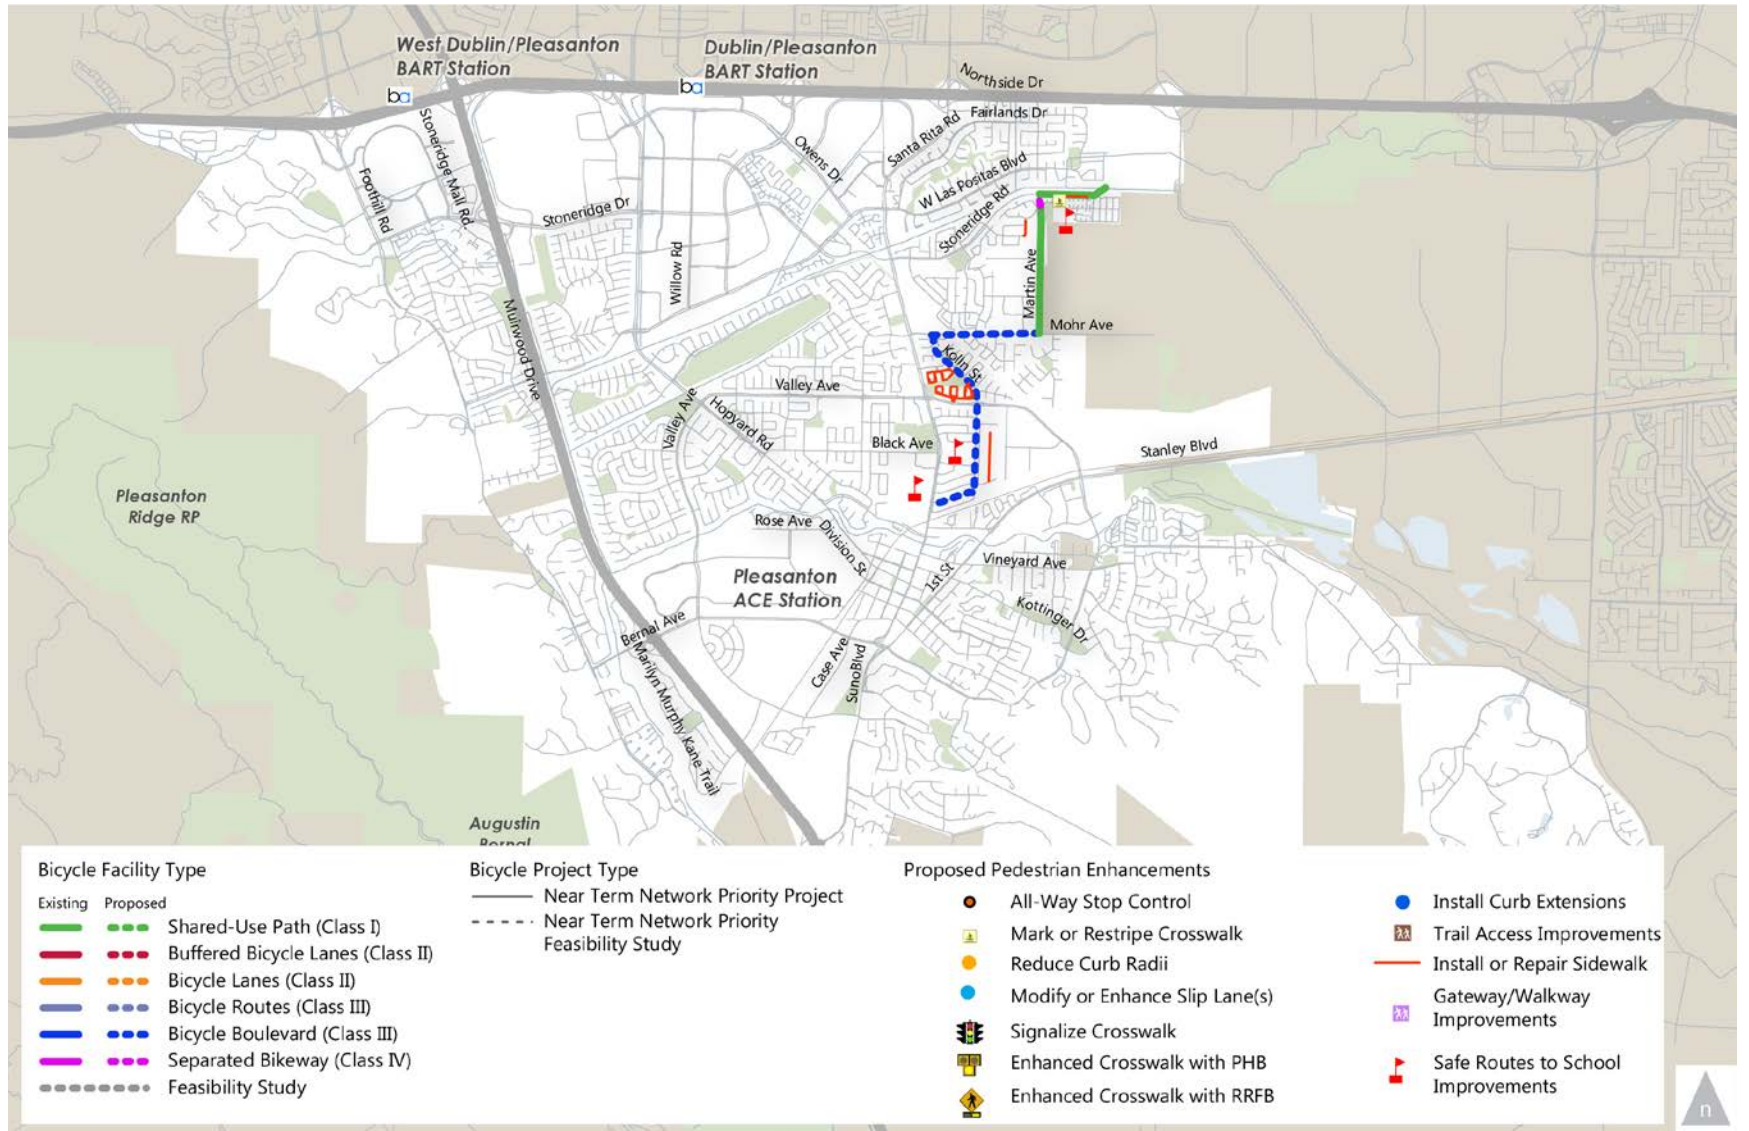 West Dublin/Pleasanton
BART Station
Dublin/Pleasanton
BART Station
ba
ba
Northside Dr
Fairlands Dr
Santa Rita Rd
Owens Dr
W Las Positas Blvd
Stoneridge Rd
Stoneridge Mall Rd.
Foothill Rd
Stoneridge Dr
Willow Rd
Martin Ave
Mohr Ave
Muirwood Drive
Kolln St
Valley Ave
Valley Ave
Hopyard Rd
Black Ave
Stanley Blvd
Pleasanton
Ridge RP
Rose Ave
Division St
Vineyard Ave
1st St
Pleasanton
ACE Station
Kottinger Dr
Bernal Ave
Case Ave
SunoBlvd
Marilyn Murphy Kane Trail
Augustin
Bernal
Bicycle Facility Type
Existing Proposed
Shared-Use Path (Class I)
Buffered Bicycle Lanes (Class II)
Bicycle Lanes (Class II)
Bicycle Routes (Class III)
Bicycle Boulevard (Class III)
Separated Bikeway (Class IV)
Feasibility Study
Bicycle Project Type
Near Term Network Priority Project
Near Term Network Priority
Feasibility Study
Proposed Pedestrian Enhancements
All-Way Stop Control
Mark or Restripe Crosswalk
Reduce Curb Radii
Modify or Enhance Slip Lane(s)
Signalize Crosswalk
Enhanced Crosswalk with PHB
Enhanced Crosswalk with RRFB
Install Curb Extensions
Trail Access Improvements
Install or Repair Sidewalk
Gateway/Walkway
Improvements
Safe Routes to School
Improvements
n